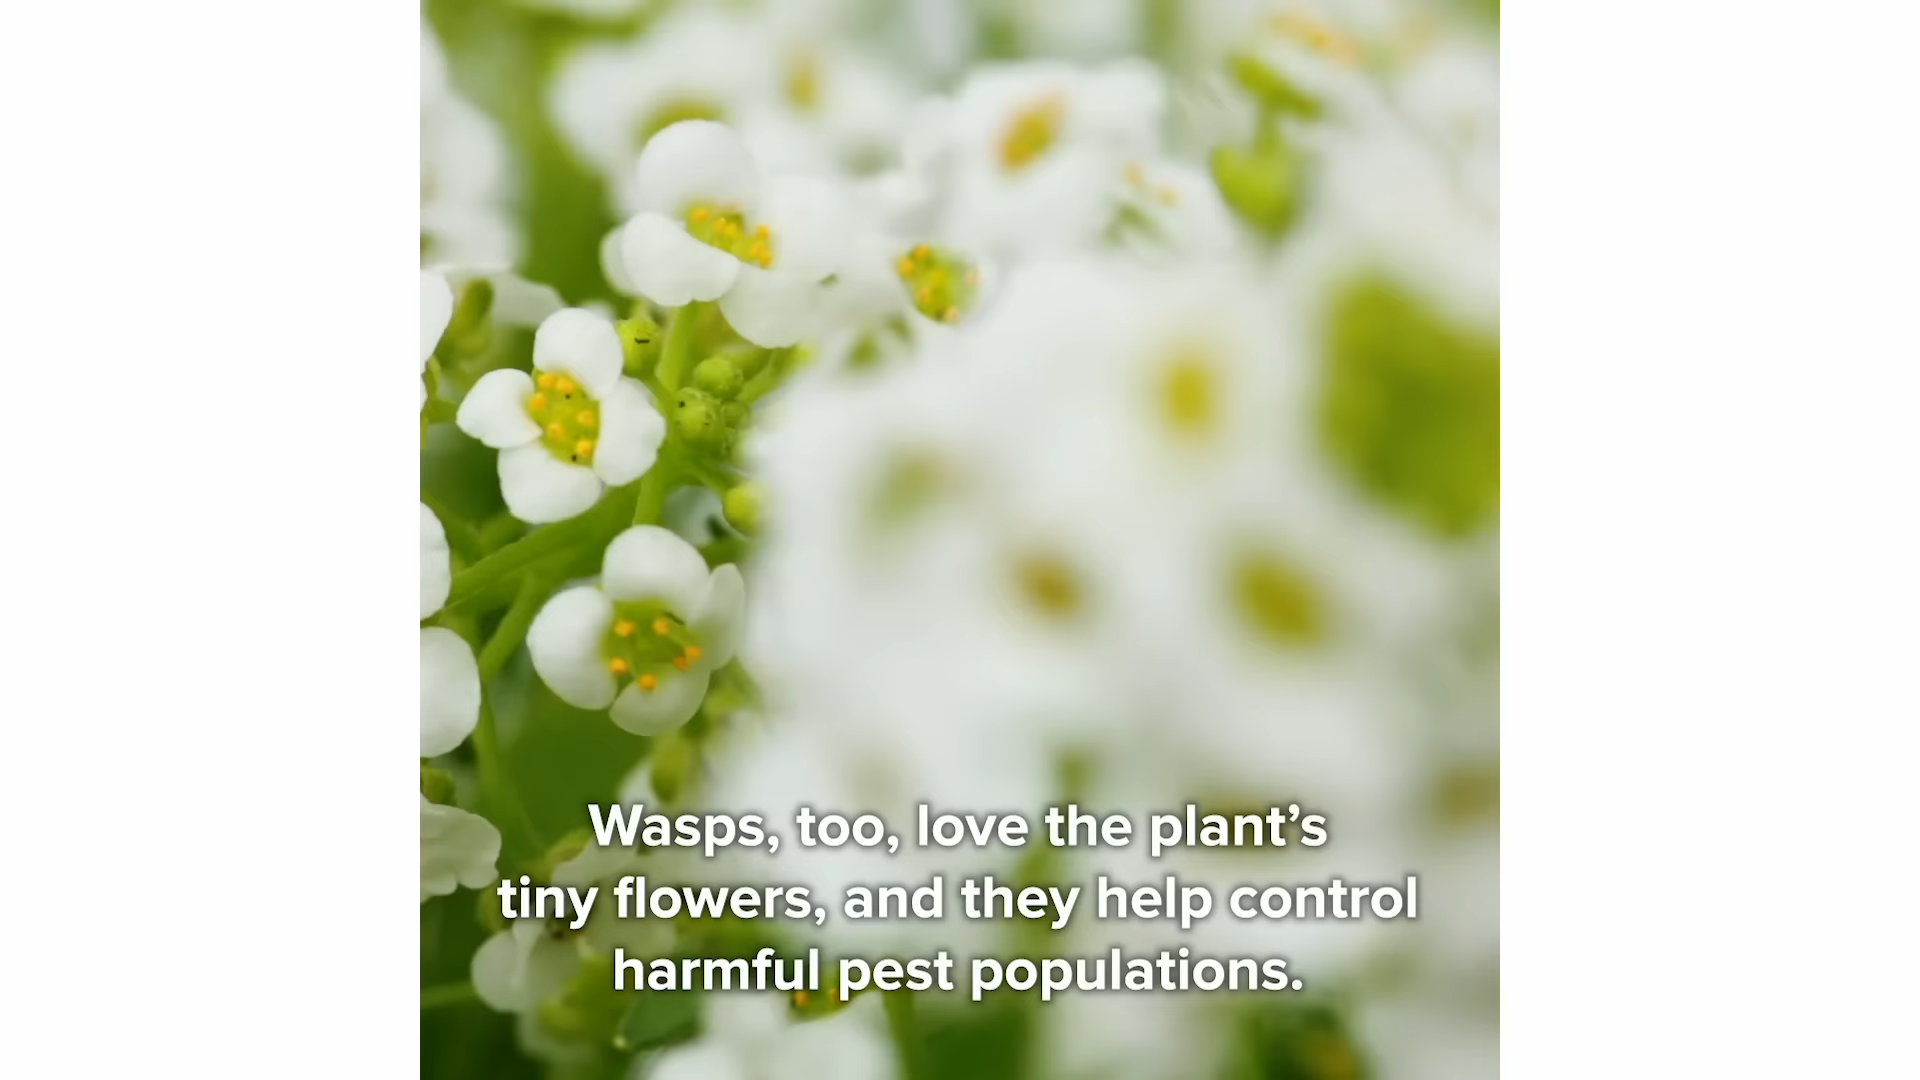 Wasps, too, love the plant’s
tiny flowers, and they help control
harmful pest populations.